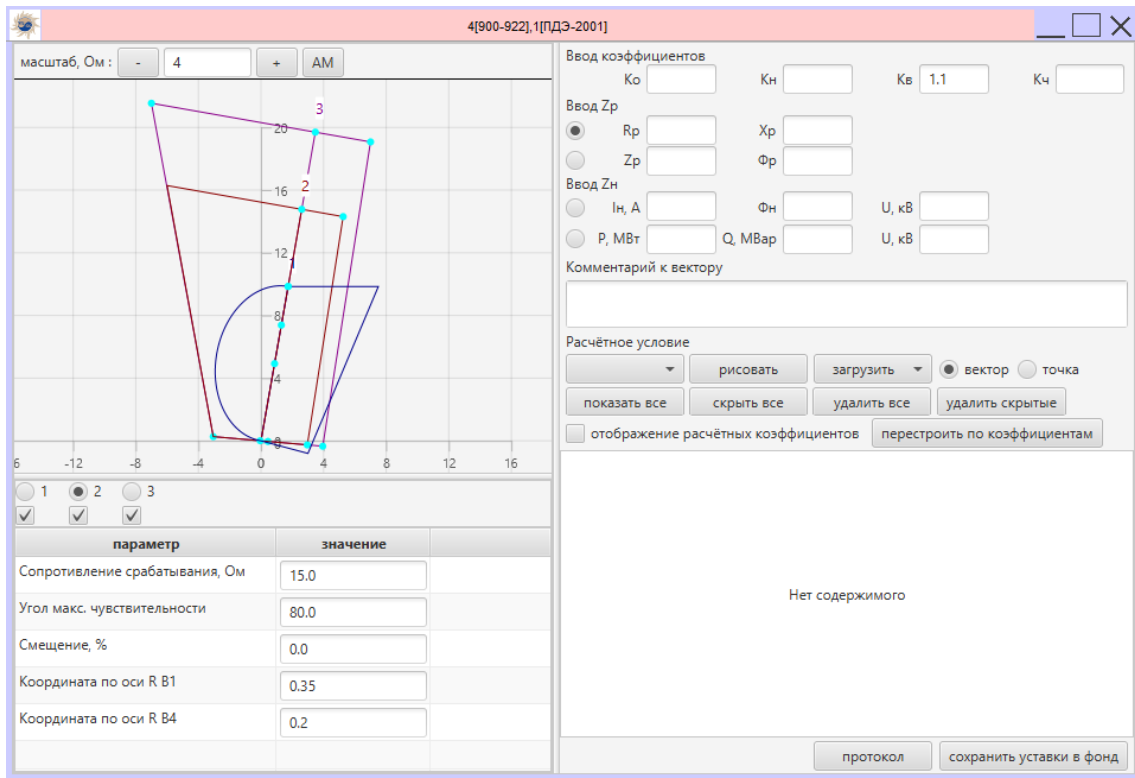 4[900-922],1[ПДЭ-2001]
масштаб, Ом : - 4 + АМ
3
20
2
16
12
1
8
4
0
6 -12 -8 -4 0 4 8 12 16
1 2 3
параметр значение
Сопротивление срабатывания, Ом 15.0
Угол макс. чувствительности 80.0
Смещение, % 0.0
Координата по оси R B1 0.35
Координата по оси R B4 0.2
Ввод коэффициентов
Ко Кн Кв 1.1 Кч
Ввод Zp
Rp Xp
Zp Фр
Ввод Zн
Iн, А Фн U, кВ
P, МВт Q, МВар U, кВ
Комментарий к вектору
Расчётное условие
рисовать загрузить вектор точка
показать все скрыть все удалить все удалить скрытые
отображение расчётных коэффициентов перестроить по коэффициентам
Нет содержимого
протокол сохранить уставки в фонд